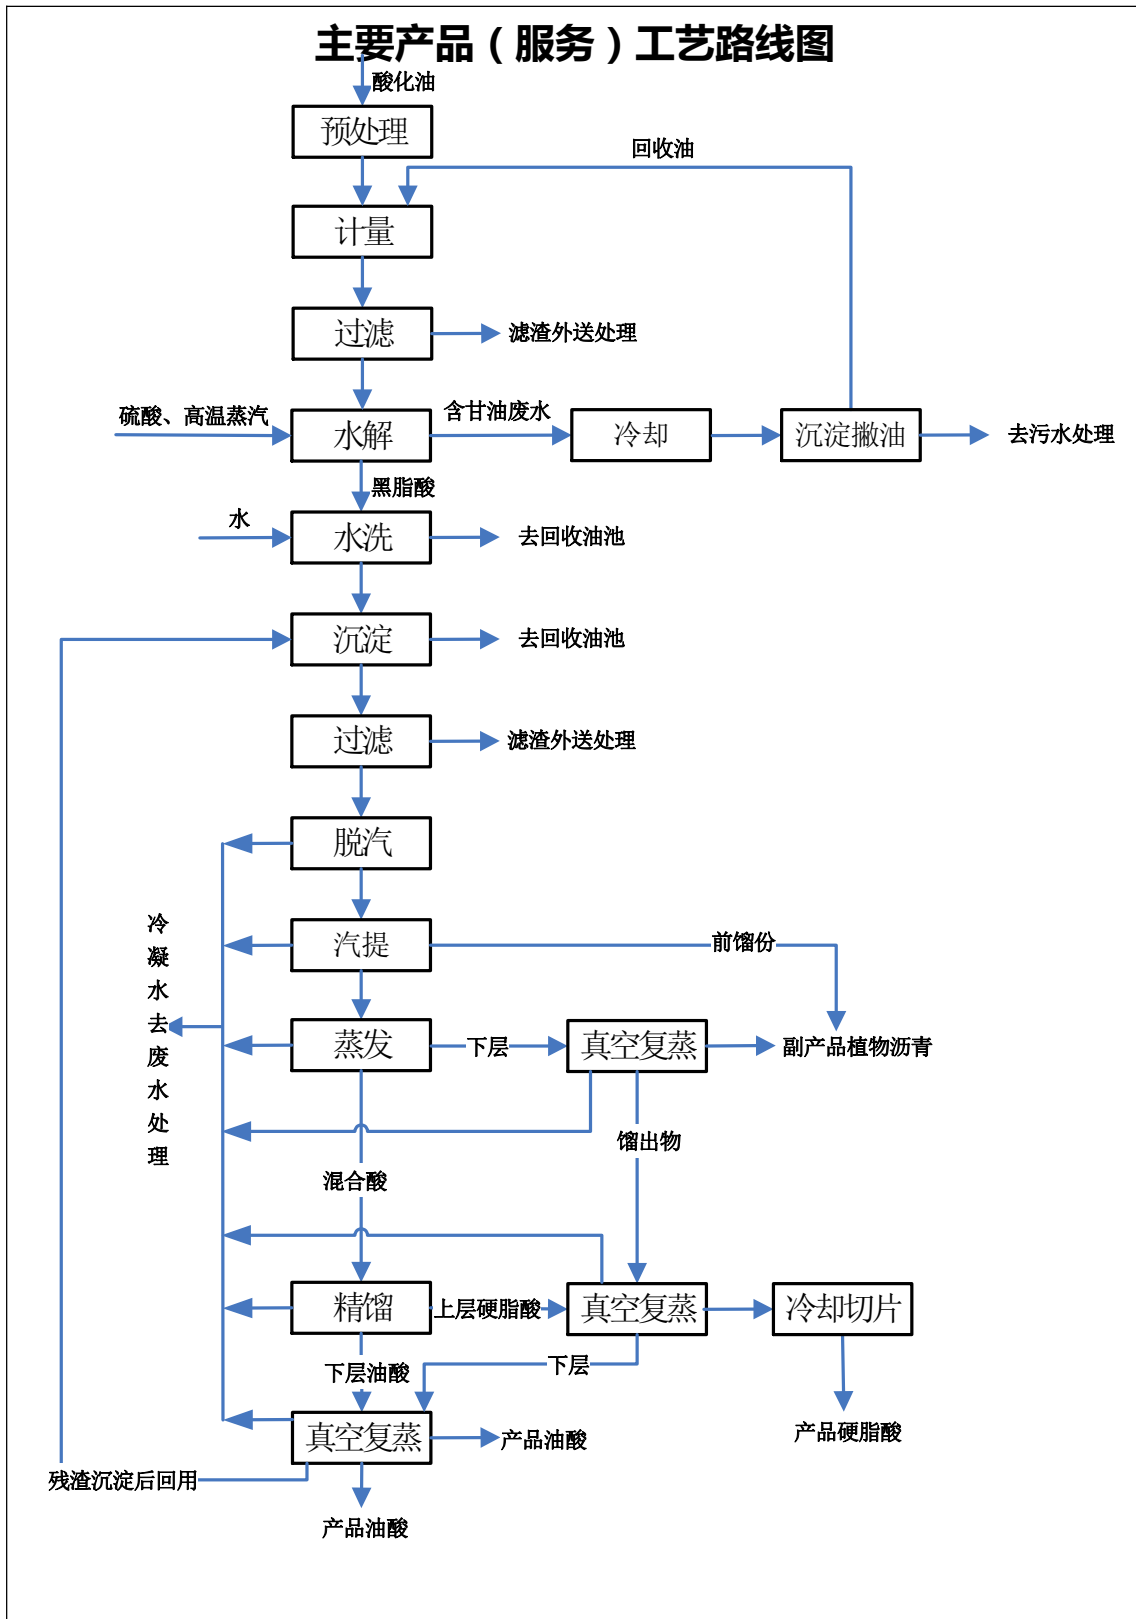 主要产品（服务）工艺路线图
酸化油
预处理
回收油
计量
过滤
滤渣外送处理
硫酸、高温蒸汽
水解
含甘油废水
冷却
沉淀撇油
去污水处理
黑脂酸
水
水洗
去回收油池
沉淀
去回收油池
过滤
滤渣外送处理
脱汽
冷凝水去废水处理
汽提
前馏份
蒸发
下层
真空复蒸
副产品植物沥青
馏出物
混合酸
精馏
上层硬脂酸
真空复蒸
冷却切片
下层油酸
下层
真空复蒸
产品油酸
产品硬脂酸
残渣沉淀后回用
产品油酸